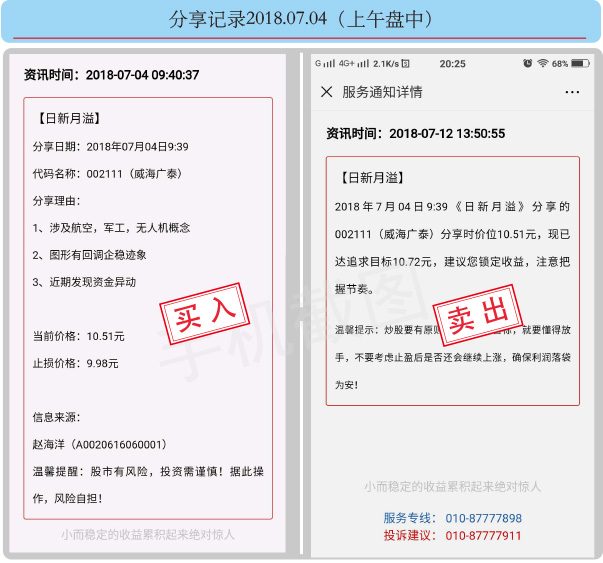 分享记录2018.07.04（上午盘中）
资讯时间：2018-07-04 09:40:37
【日新月溢】
分享日期：2018年07月04日9:39
代码名称：002111（威海广泰）
分享理由：
1、涉及航空，军工，无人机概念
2、图形有回调企稳迹象
3、近期发现资金异动
买入
当前价格：10.51元
止损价格：9.98元
信息来源：
赵海洋（A0020616060001）
温馨提醒：股市有风险，投资需谨慎！据此操
作，风险自担！
小而稳定的收益累积起来绝对惊人
G 4G+ 2.1K/s 20:25 68%
服务通知详情
资讯时间：2018-07-12 13:50:55
【日新月溢】
2018年7月04日9:39《日新月溢》分享的
002111（威海广泰）分享时价位10.51元，现已
达追求目标10.72元，建议您锁定收益，注意把
握节奏。
卖出
温馨提示：炒股要有原则 标，就要懂得放
手，不要考虑止盈后是否还会继续上涨，确保利润落袋
为安！
小而稳定的收益累积起来绝对惊人
服务专线： 010-87777898
投诉建议： 010-87777911
手机截图